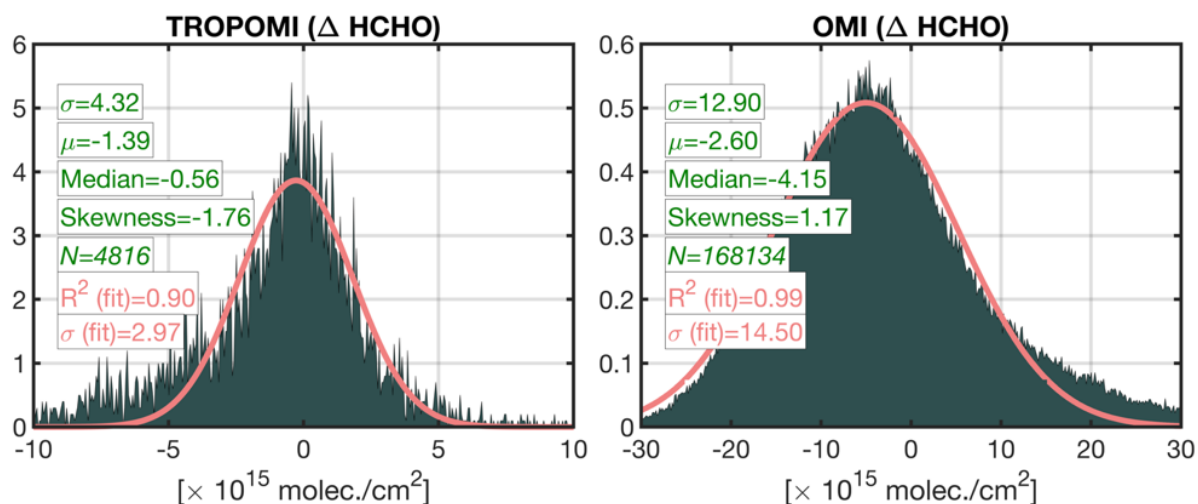 TROPOMI (Δ HCHO)
6
5
4
3
2
1
0
σ=4.32
μ=-1.39
Median=-0.56
Skewness=-1.76
N=4816
R² (fit)=0.90
σ (fit)=2.97
-10
-5
0
5
10
[× 10¹⁵ molec./cm²]
OMI (Δ HCHO)
0.6
0.5
0.4
0.3
0.2
0.1
0
σ=12.90
μ=-2.60
Median=-4.15
Skewness=1.17
N=168134
R² (fit)=0.99
σ (fit)=14.50
-30
-20
-10
0
10
20
30
[× 10¹⁵ molec./cm²]